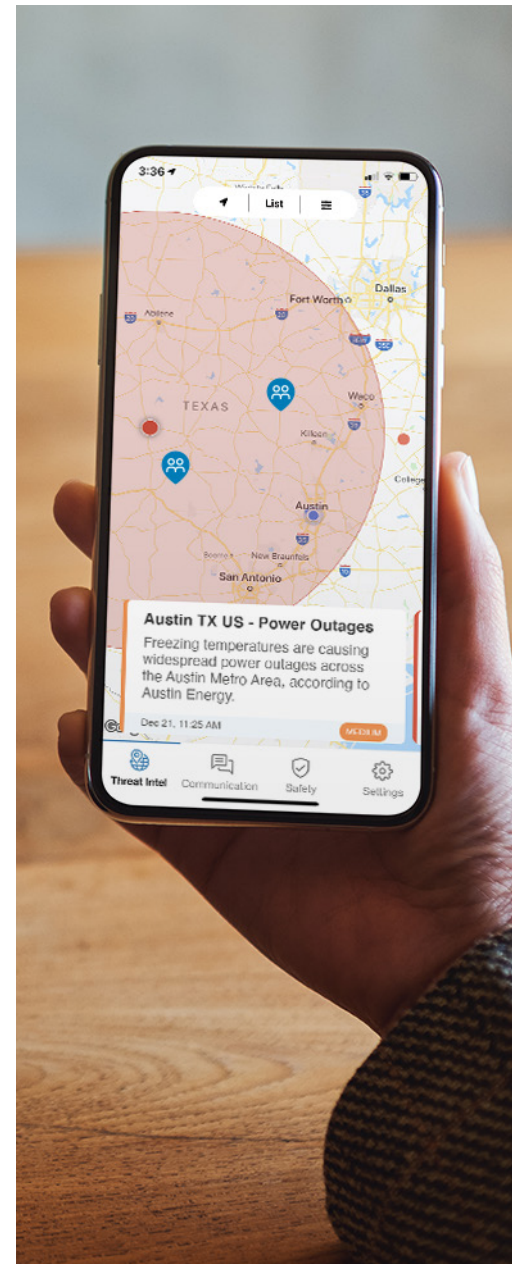 3:36
List
Dallas
Fort Worth
Abilene
Waco
TEXAS
Killeen
College
Austin
New Braunfels
San Antonio
Austin TX US - Power Outages
Freezing temperatures are causing
widespread power outages across
the Austin Metro Area, according to
Austin Energy.
Dec 21, 11:25 AM
MEDIUM
Threat Intel
Communication
Safety
Settings